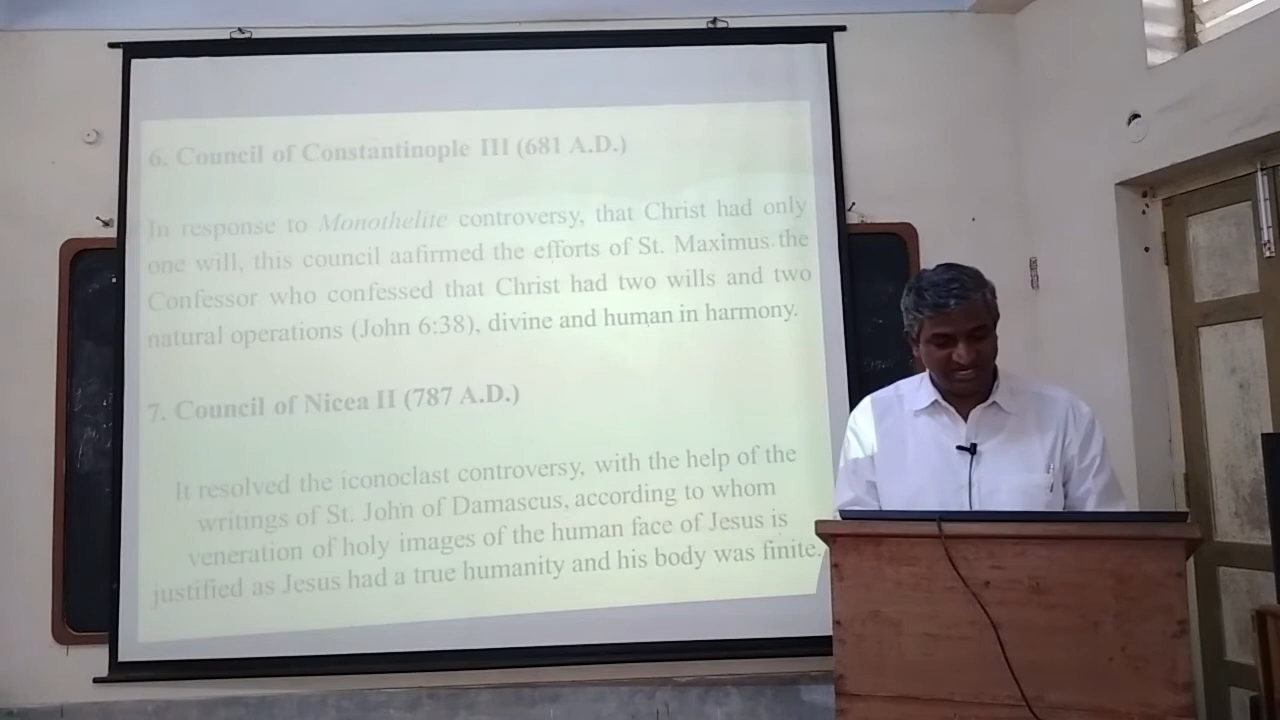 6. Council of Constantinople III (681 A.D.)
In response to Monothelite controversy, that Christ had only
one will, this council aafirmed the efforts of St. Maximus the
Confessor who confessed that Christ had two wills and two
natural operations (John 6:38), divine and human in harmony.
7. Council of Nicea II (787 A.D.)
It resolved the iconoclast controversy, with the help of the
writings of St. John of Damascus, according to whom
veneration of holy images of the human face of Jesus is
justified as Jesus had a true humanity and his body was finite.